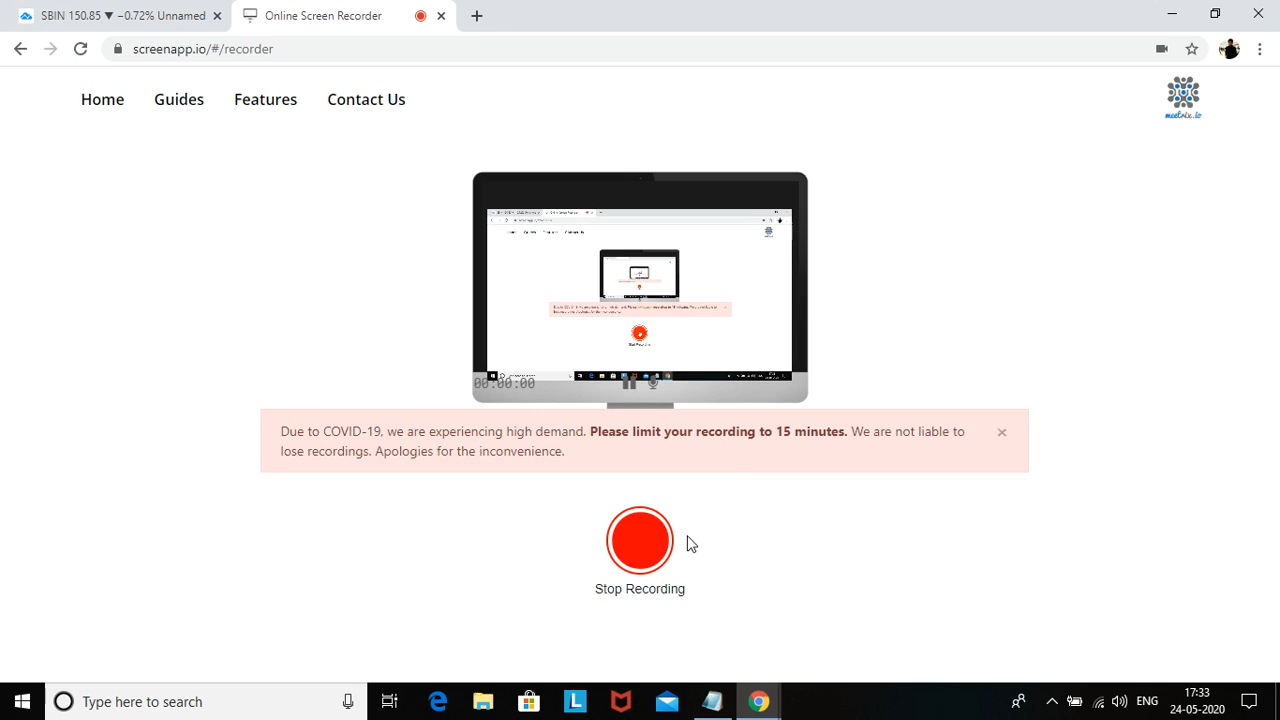 SBIN 150.85 ▼ −0.72% Unnamed
Online Screen Recorder
screenapp.io/#/recorder
Home Guides Features Contact Us
meetrix.io
00:00:00
Due to COVID-19, we are experiencing high demand. Please limit your recording to 15 minutes. We are not liable to
lose recordings. Apologies for the inconvenience.
Stop Recording
Type here to search
ENG
17:33
24-05-2020